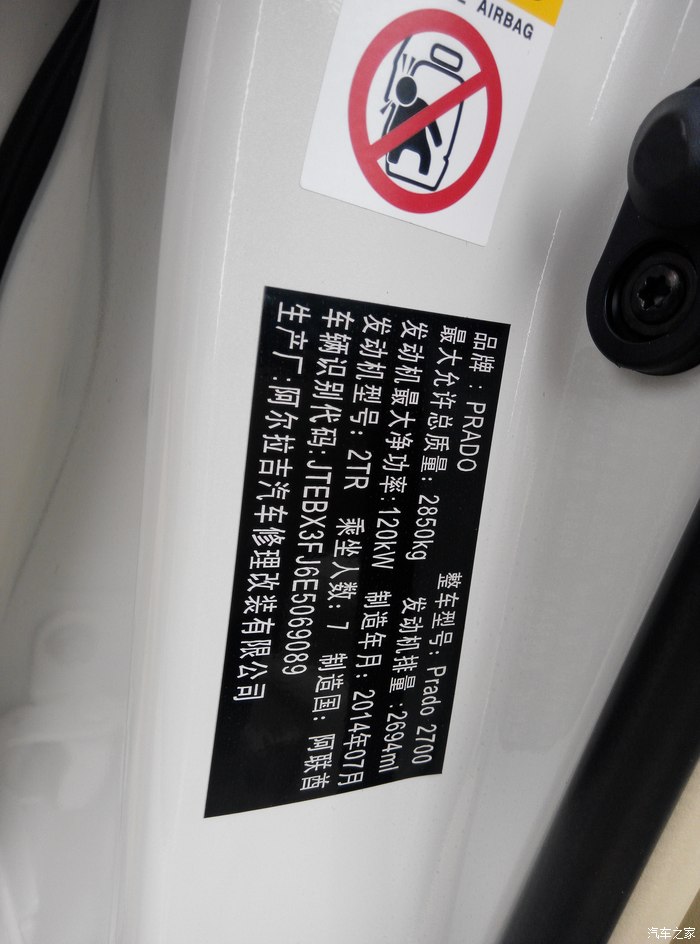 AIRBAG
品牌：PRADO
最大允许总质量：2850kg 整车型号：Prado 2700
发动机最大净功率：120kW 发动机排量：2694ml
发动机型号：2TR 制造年月：2014年07月
车辆识别代码：JTEBX3FJ6E5069089 乘坐人数：7 制造国：阿联酋
生产厂：阿尔拉吉汽车修理改装有限公司
汽车之家